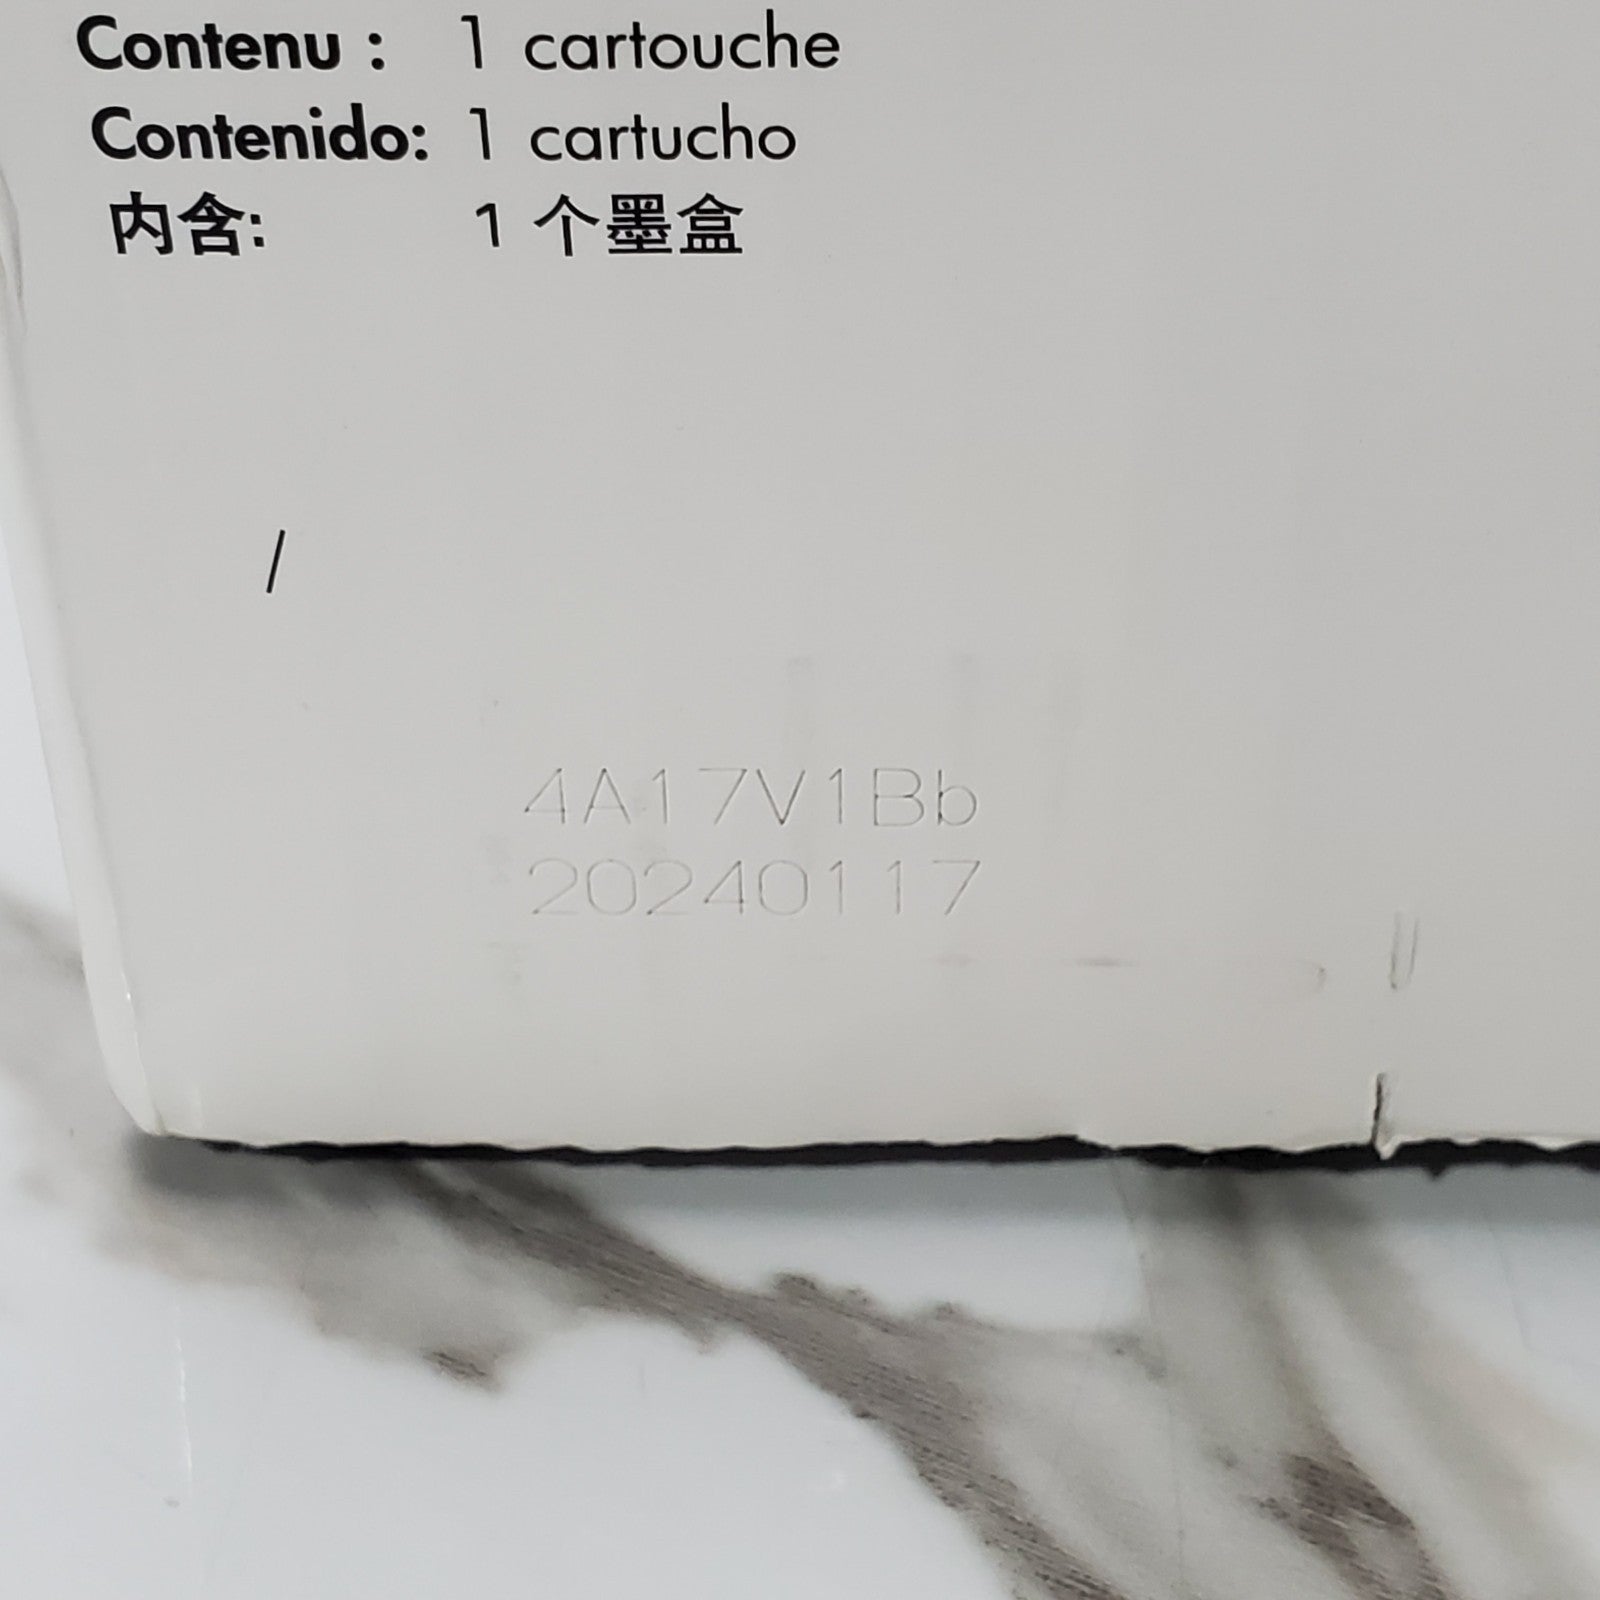 Contenu : 1 cartouche
Contenido: 1 cartucho
内含: 1 个墨盒
/
4A17V1Bb
20240117